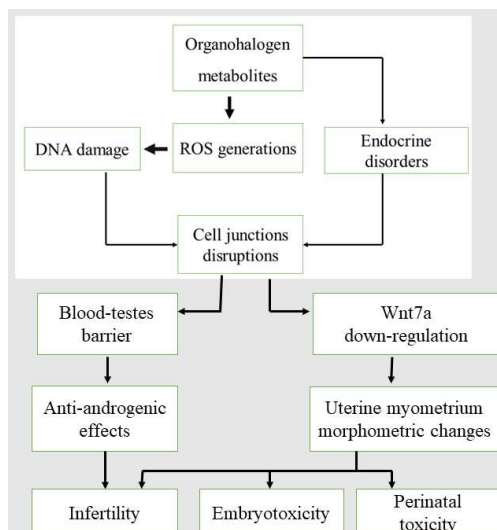 Organohalogen
metabolites
DNA damage
ROS generations
Endocrine
disorders
Cell junctions
disruptions
Blood-testes
barrier
Wnt7a
down-regulation
Anti-androgenic
effects
Uterine myometrium
morphometric changes
Infertility
Embryotoxicity
Perinatal
toxicity